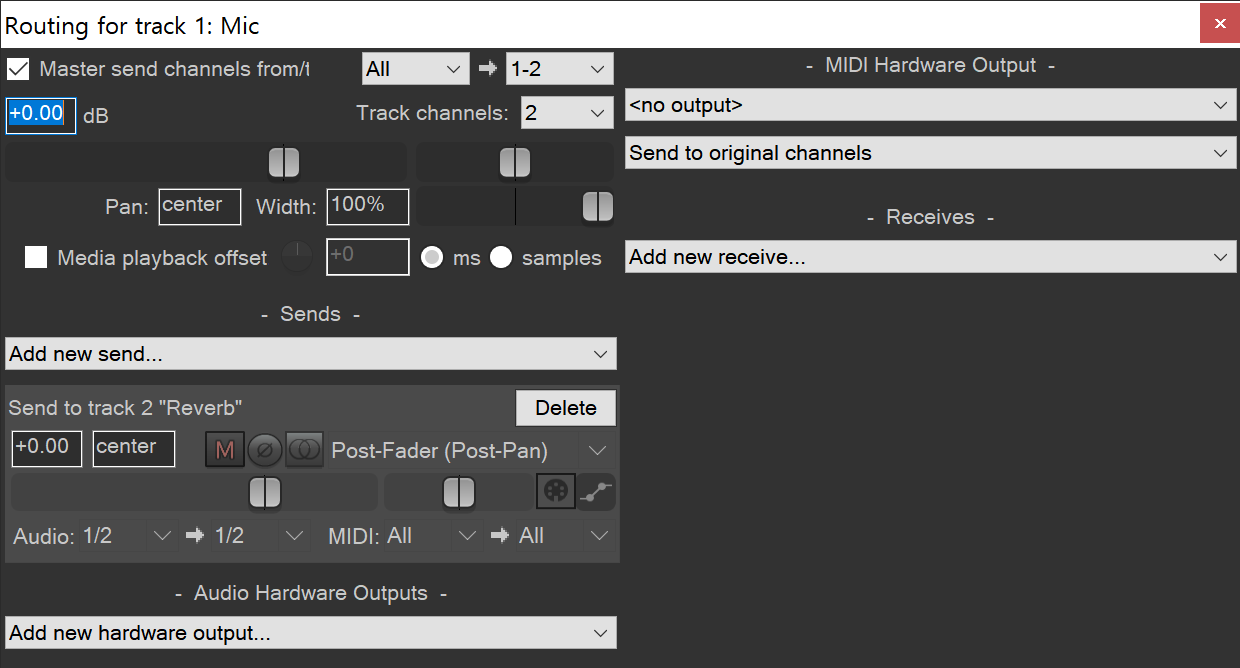 Routing for track 1: Mic
Master send channels from/t All 1-2
+0.00 dB Track channels: 2
Pan: center Width: 100%
Media playback offset +0 ms samples
- Sends -
Add new send...
Send to track 2 "Reverb" Delete
+0.00 center M Post-Fader (Post-Pan)
Audio: 1/2 1/2 MIDI: All All
- Audio Hardware Outputs -
Add new hardware output...
- MIDI Hardware Output -
<no output>
Send to original channels
- Receives -
Add new receive...